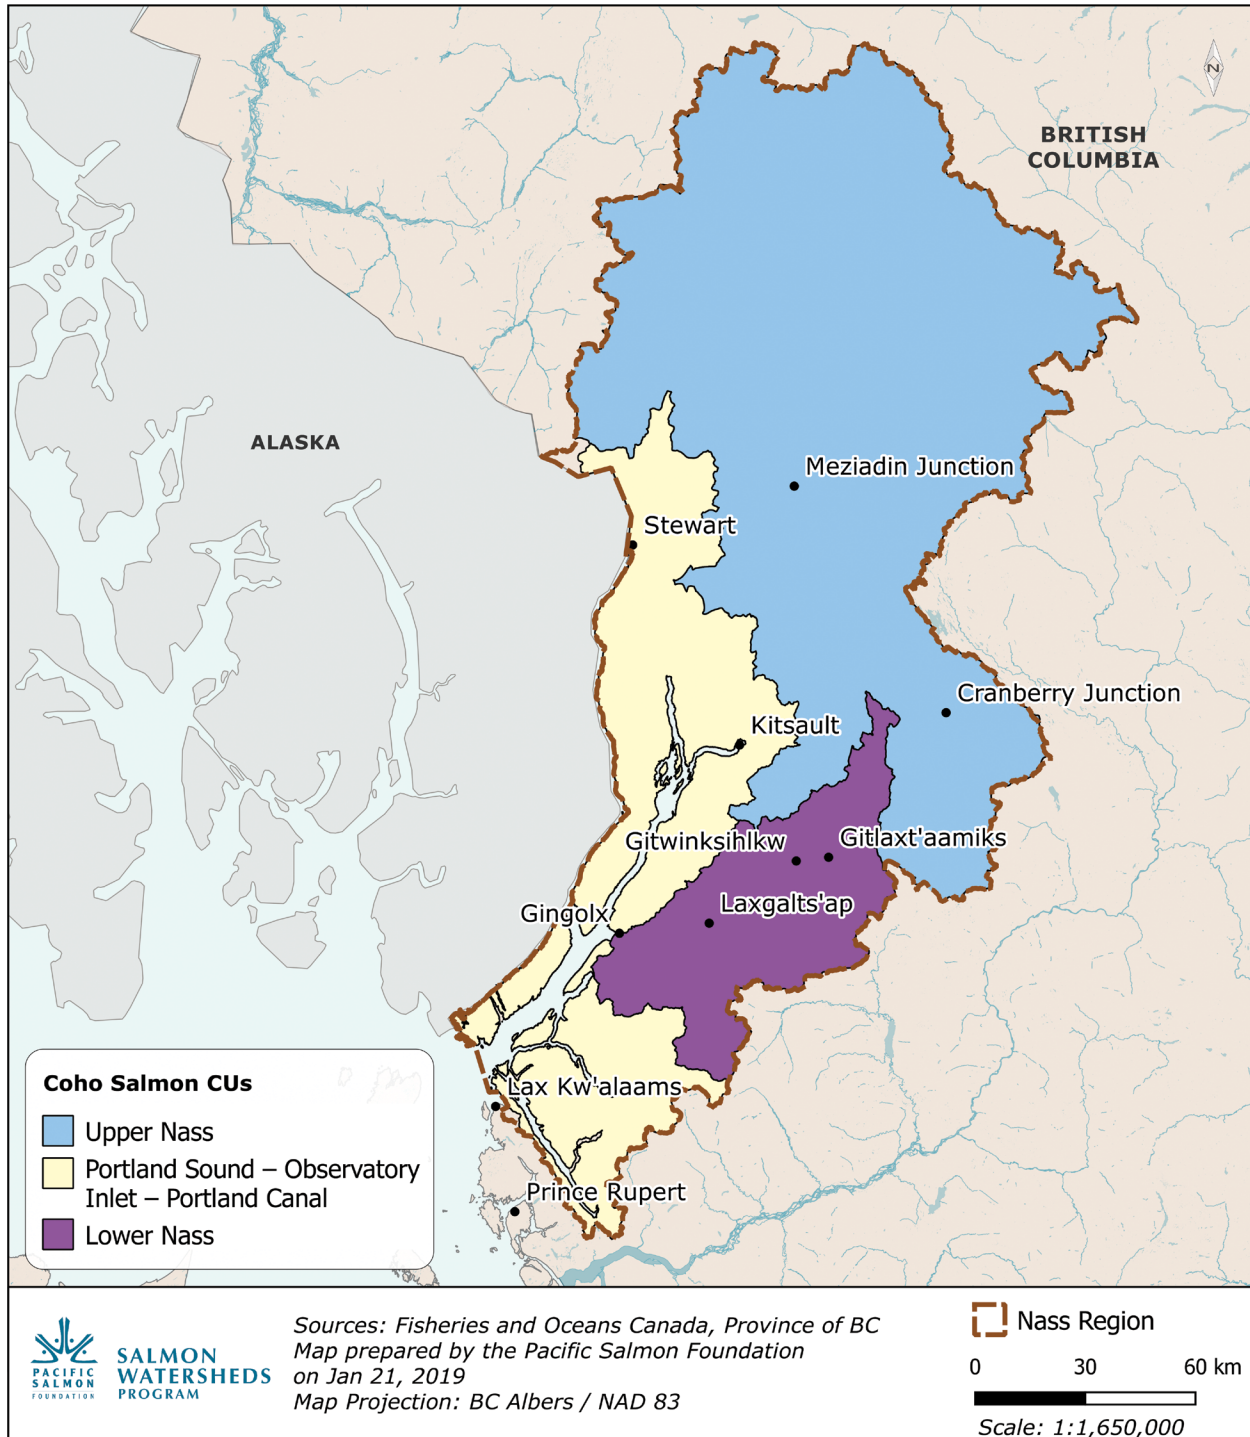 N
BRITISH
COLUMBIA
ALASKA
Meziadin Junction
Stewart
Cranberry Junction
Kitsault
Gitwinksihlkw
Gitlaxt'aamiks
Laxgalts'ap
Gingolx
Lax Kw'alaams
Prince Rupert
Coho Salmon CUs
Upper Nass
Portland Sound – Observatory
Inlet – Portland Canal
Lower Nass
PACIFIC
SALMON
FOUNDATION
SALMON
WATERSHEDS
PROGRAM
Sources: Fisheries and Oceans Canada, Province of BC
Map prepared by the Pacific Salmon Foundation
on Jan 21, 2019
Map Projection: BC Albers / NAD 83
Nass Region
0 30 60 km
Scale: 1:1,650,000